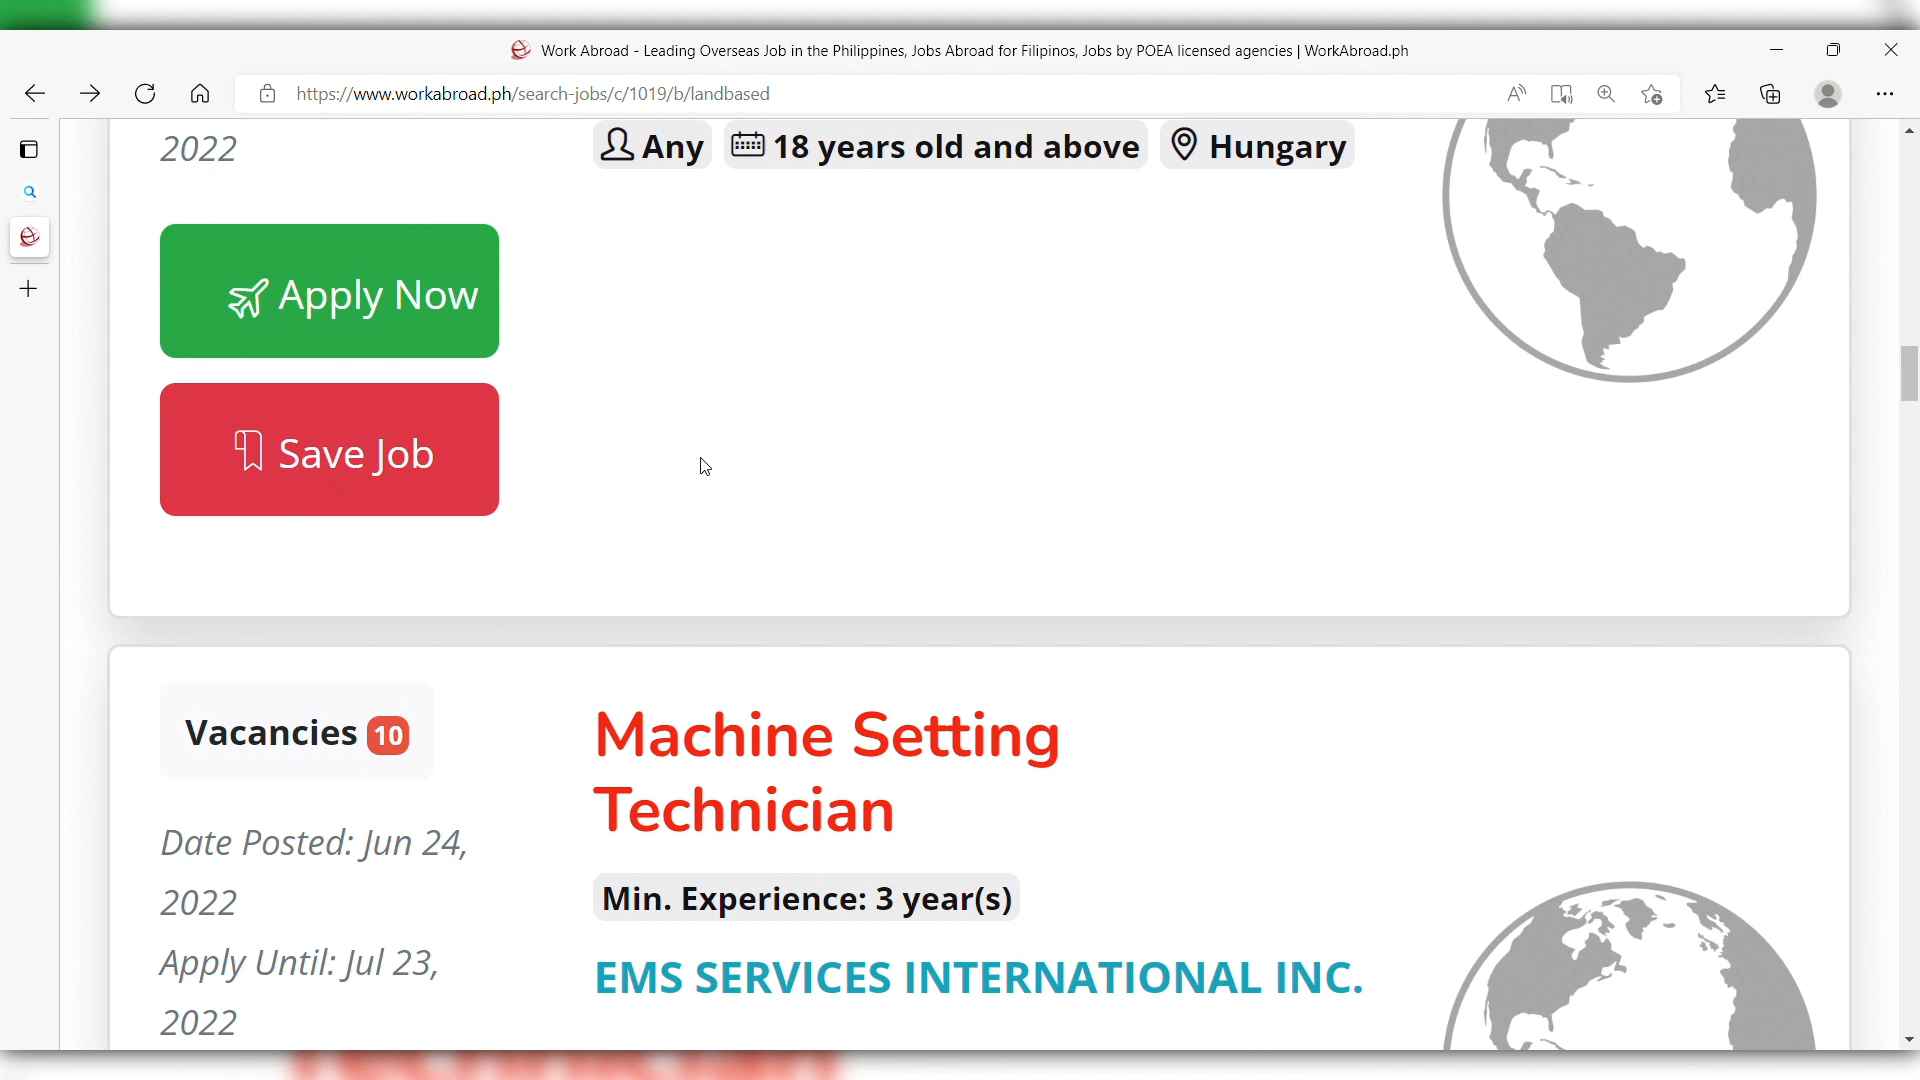 Work Abroad - Leading Overseas Job in the Philippines, Jobs Abroad for Filipinos, Jobs by POEA licensed agencies | WorkAbroad.ph
https://www.workabroad.ph/search-jobs/c/1019/b/landbased
2022
Any
18 years old and above
Hungary
Apply Now
Save Job
Vacancies 10
Machine Setting
Technician
Date Posted: Jun 24,
2022
Min. Experience: 3 year(s)
Apply Until: Jul 23,
2022
EMS SERVICES INTERNATIONAL INC.
Technician